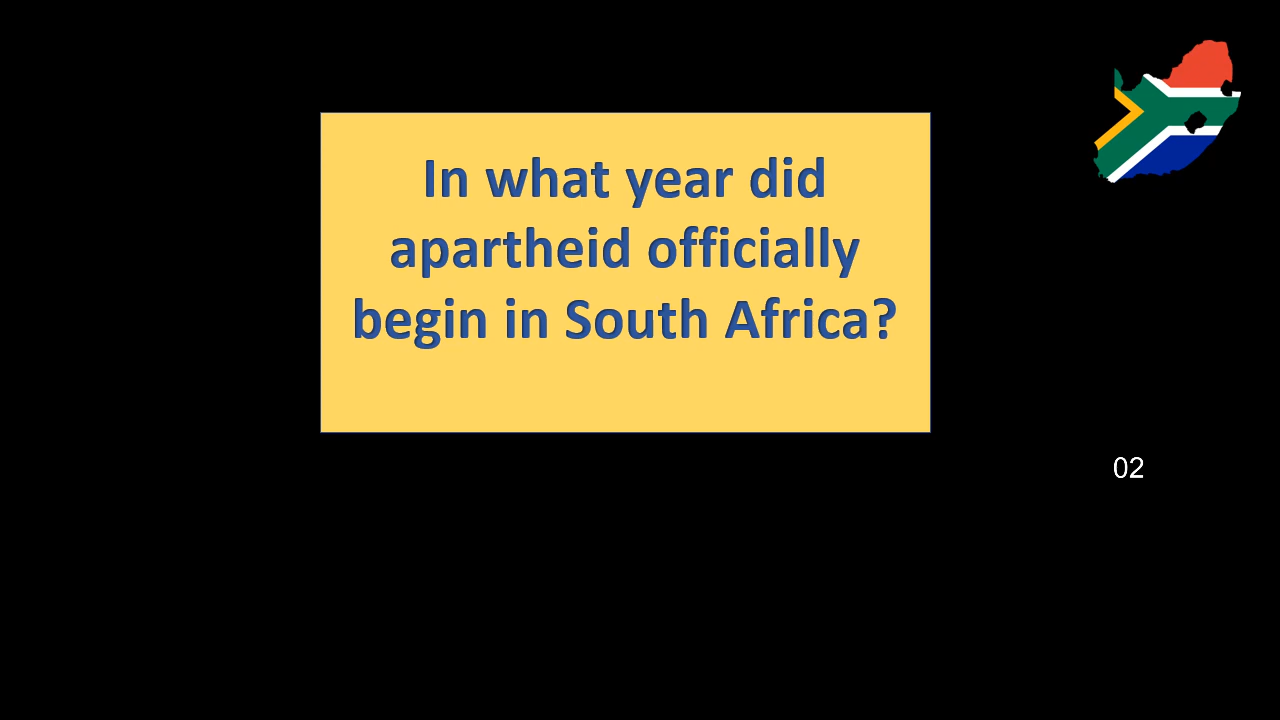 In what year did
apartheid officially
begin in South Africa?
02